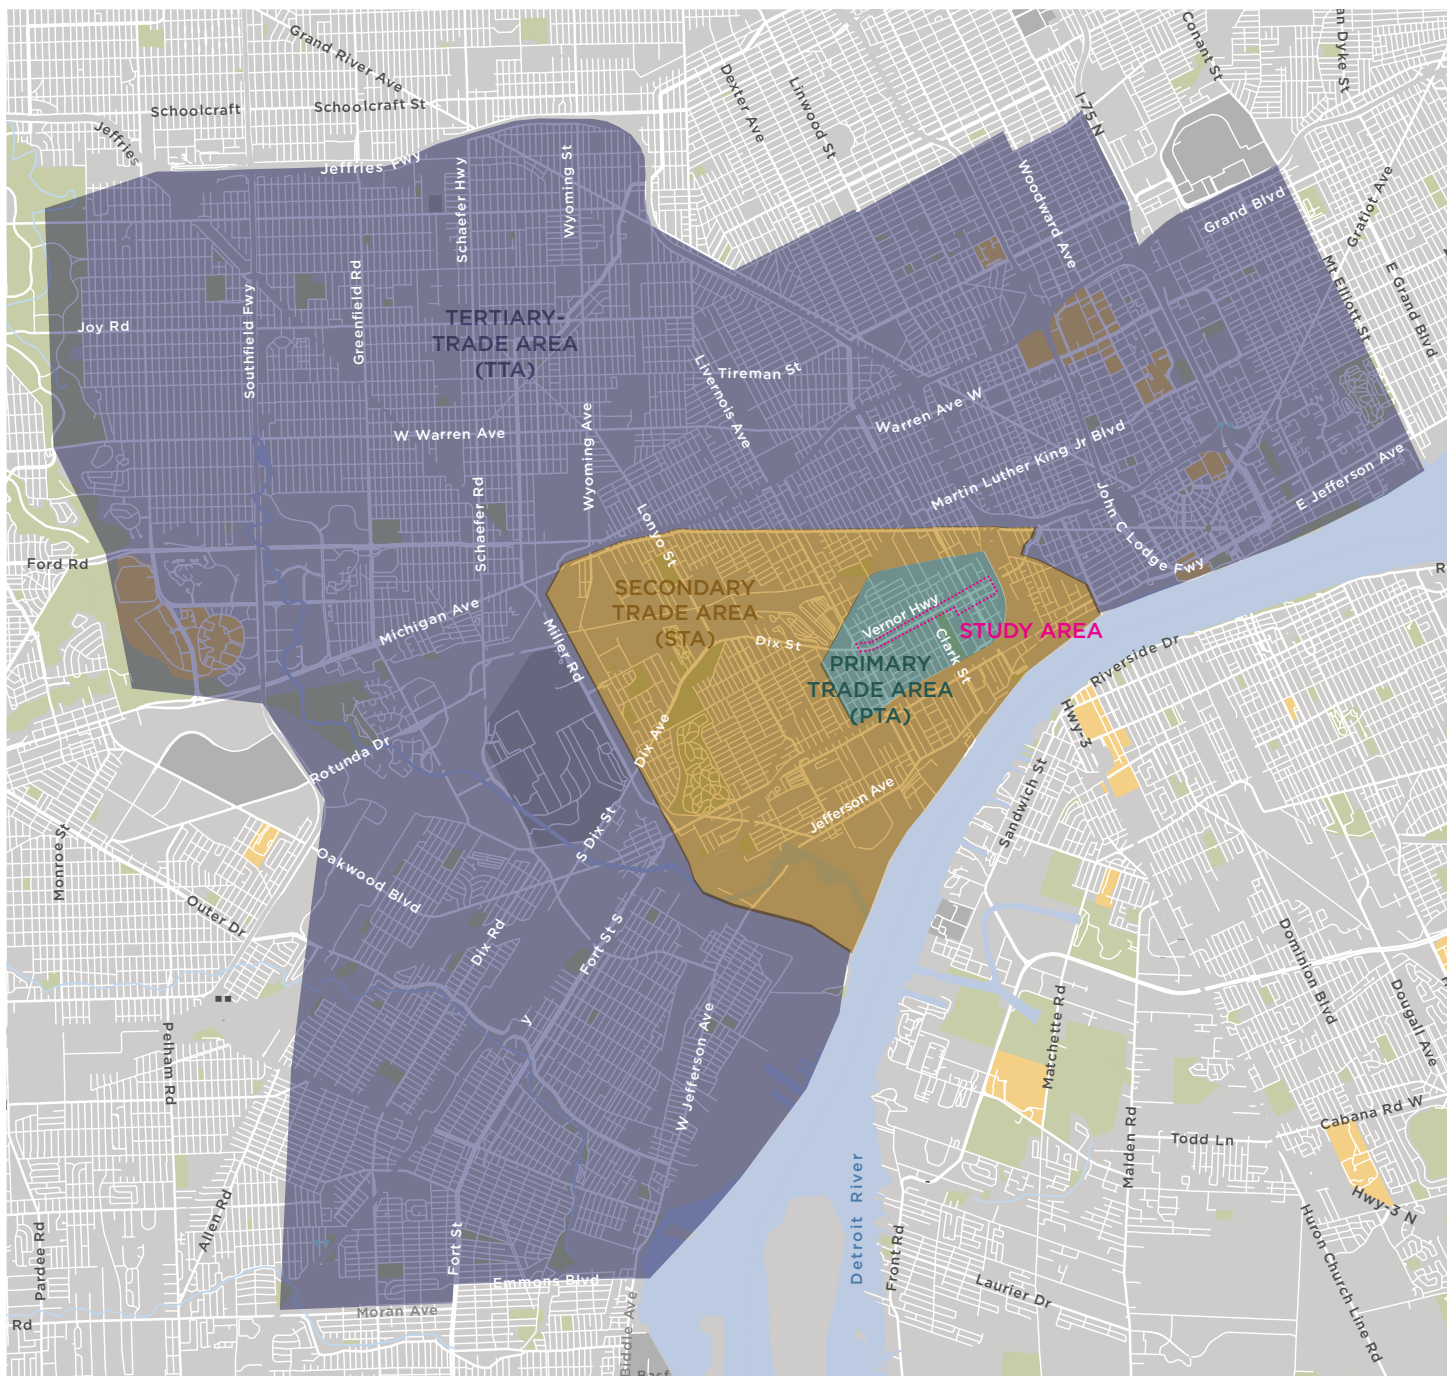 Grand River Ave
Conant St
an Dyke St
Dexter Ave
Linwood St
I-75 N
Schoolcraft
Schoolcraft St
Jeffries
Jeffries Fwy
Schaefer Hwy
Wyoming St
Woodward Ave
Grand Blvd
Gratiot Ave
Mt Elliott St
E Grand Blvd
Joy Rd
Southfield Fwy
Greenfield Rd
TERTIARY-
TRADE AREA
(TTA)
Livernois Ave
Tireman St
W Warren Ave
Wyoming Ave
Warren Ave W
Martin Luther King Jr Blvd
John C Lodge Fwy
E Jefferson Ave
Schaefer Rd
Lonyo St
Ford Rd
R
Michigan Ave
Miller Rd
SECONDARY
TRADE AREA
(STA)
Dix St
Vernor Hwy
Clark St
STUDY AREA
PRIMARY
TRADE AREA
(PTA)
Riverside Dr
Hwy-3
Rotunda Dr
Dix Ave
Jefferson Ave
Sandwich St
S Dix St
Monroe St
Oakwood Blvd
Outer Dr
Dix Rd
Fort St S
y
Dominion Blvd
Dougall Ave
H
Pelham Rd
W Jefferson Ave
Matchette Rd
Malden Rd
Todd Ln
Cabana Rd W
Hwy-3 N
Huron Church Line Rd
Allen Rd
Pardee Rd
Fort St
Emmons Blvd
Moran Ave
Rd
Biddle Ave
Basf
Detroit River
Front Rd
Laurier Dr